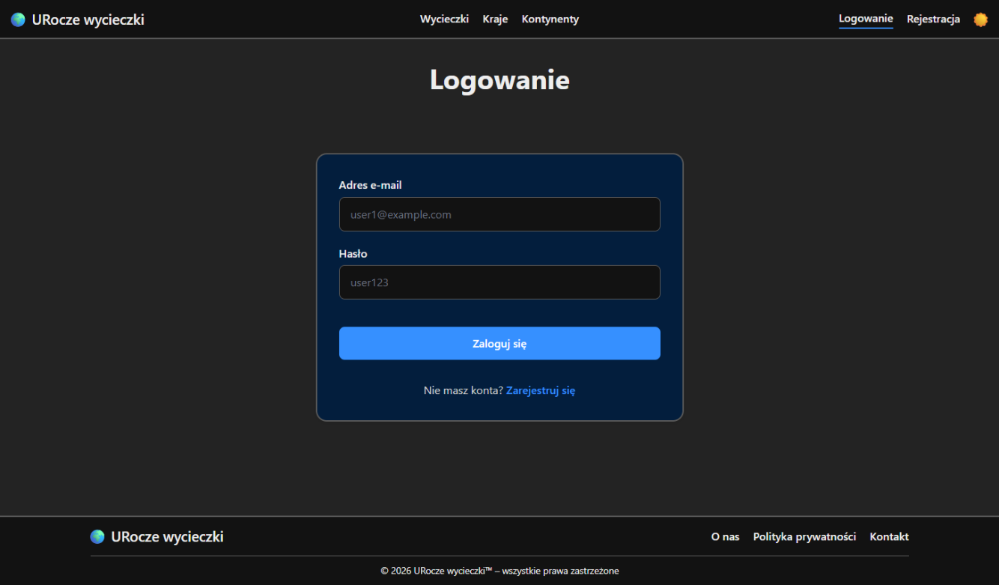 URocze wycieczki Wycieczki Kraje Kontynenty Logowanie Rejestracja
Logowanie
Adres e-mail
user1@example.com
Hasło
user123
Zaloguj się
Nie masz konta? Zarejestruj się
URocze wycieczki O nas Polityka prywatności Kontakt
© 2026 URocze wycieczki™ – wszystkie prawa zastrzeżone